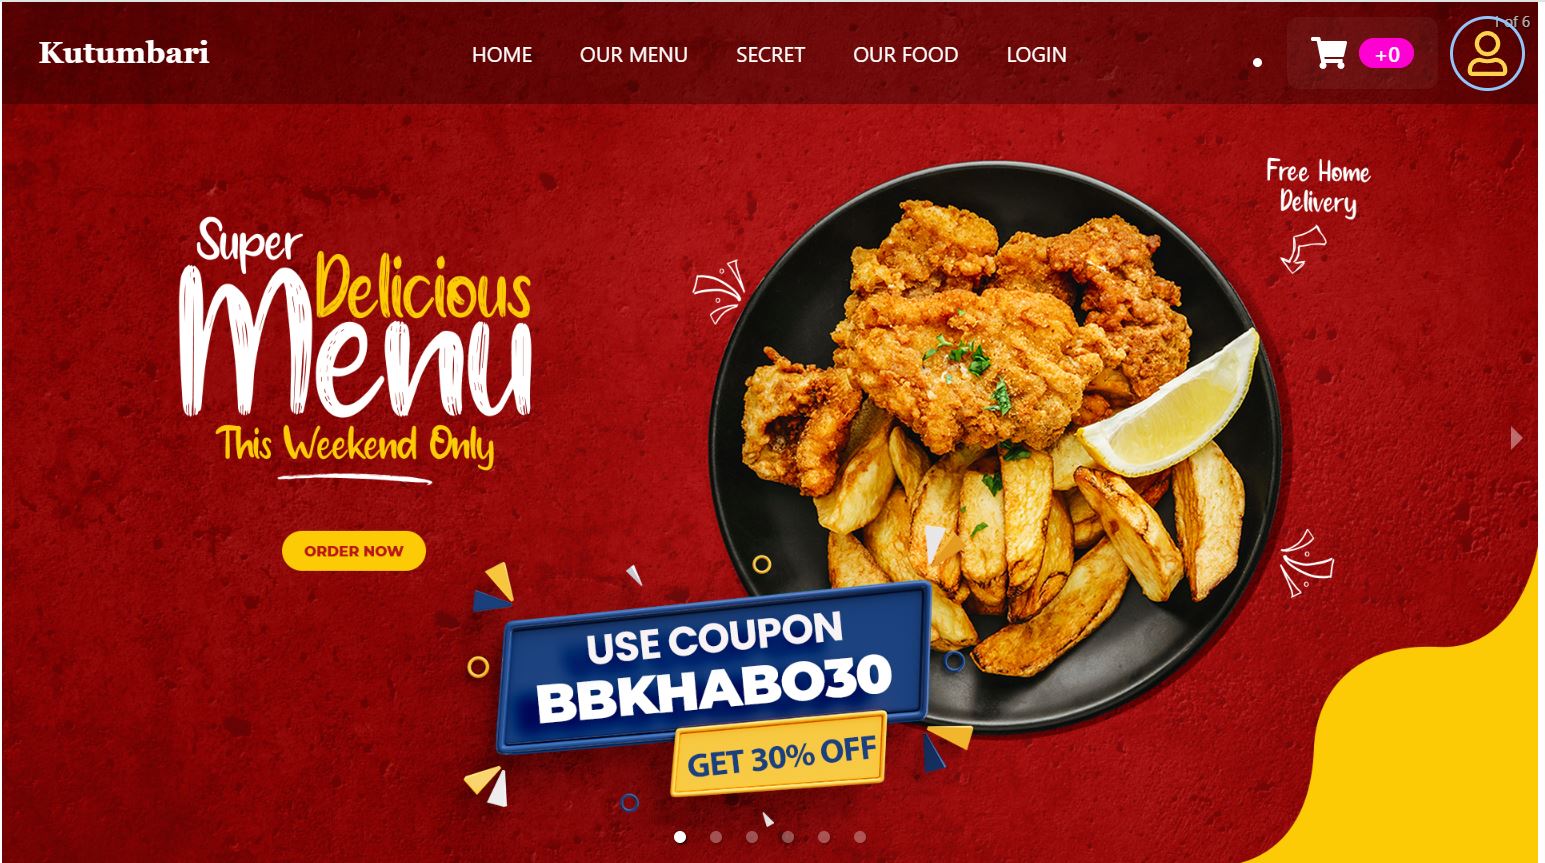 Kutumbari
HOME
OUR MENU
SECRET
OUR FOOD
LOGIN
+0
1 of 6
Free Home
Delivery
Super
Delicious
Menu
This Weekend Only
ORDER NOW
USE COUPON
BBKHABO30
GET 30% OFF